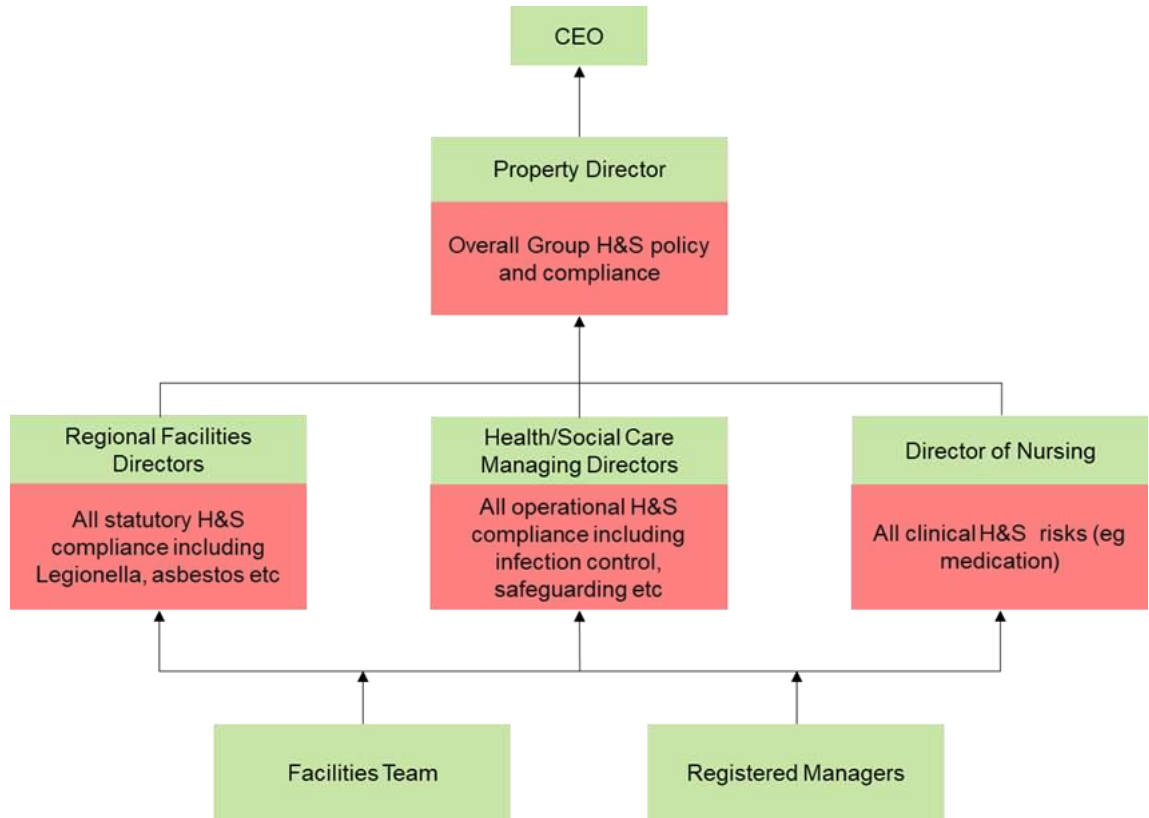 CEO
Property Director
Overall Group H&S policy
and compliance
Regional Facilities
Directors
All statutory H&S
compliance including
Legionella, asbestos etc
Health/Social Care
Managing Directors
All operational H&S
compliance including
infection control,
safeguarding etc
Director of Nursing
All clinical H&S risks (eg
medication)
Facilities Team
Registered Managers